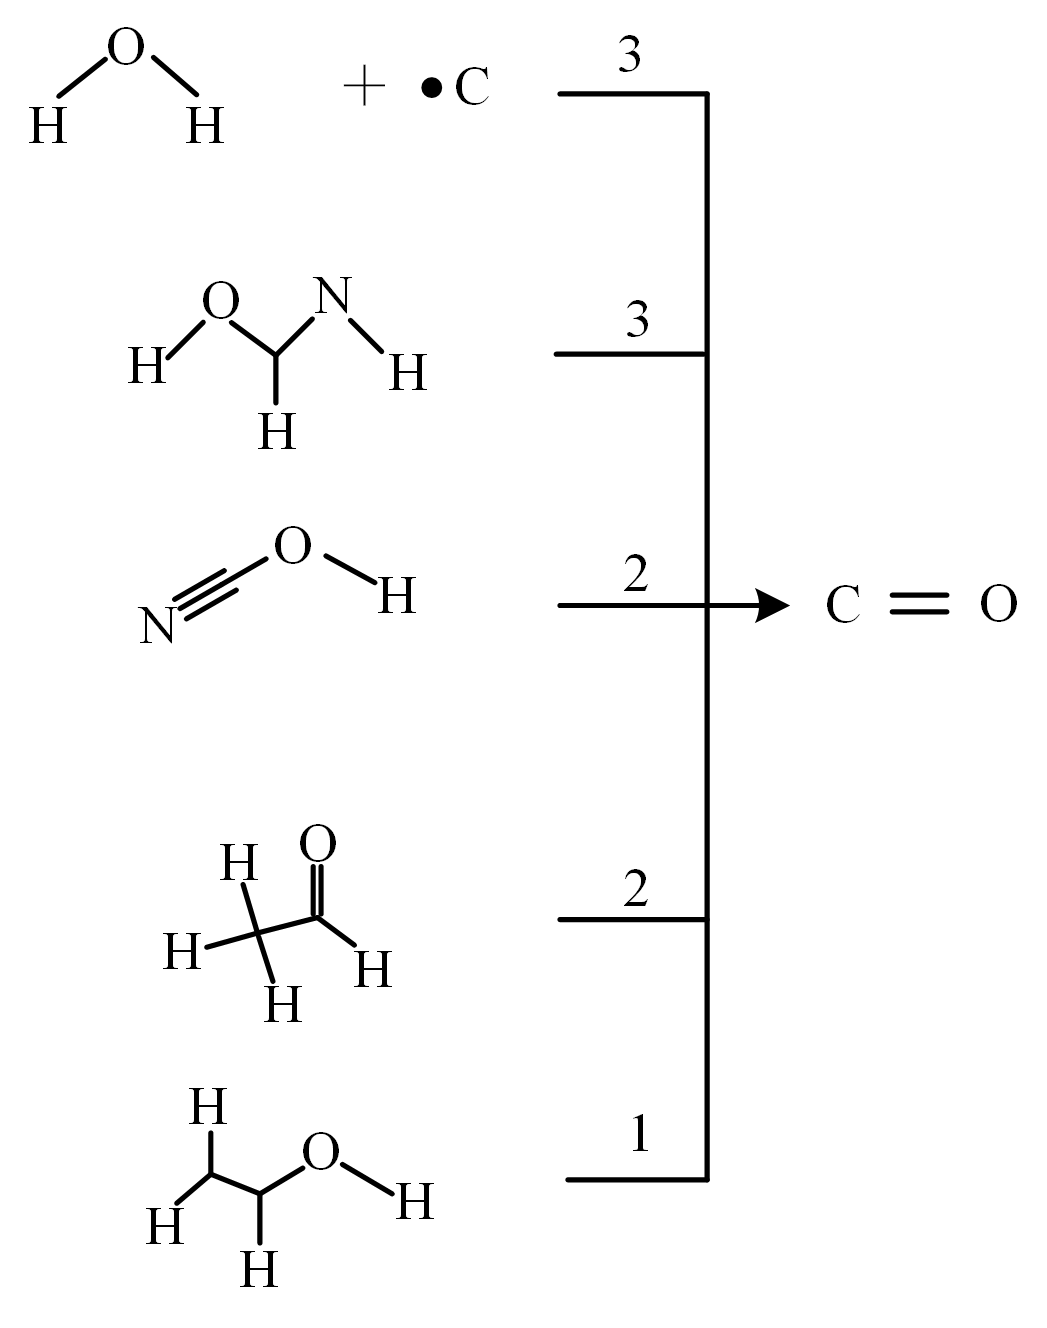 O
H H + •C 3
O N 3
H H
H
O 2
N H
C = O
H O 2
H H
H
H O 1
H H
H